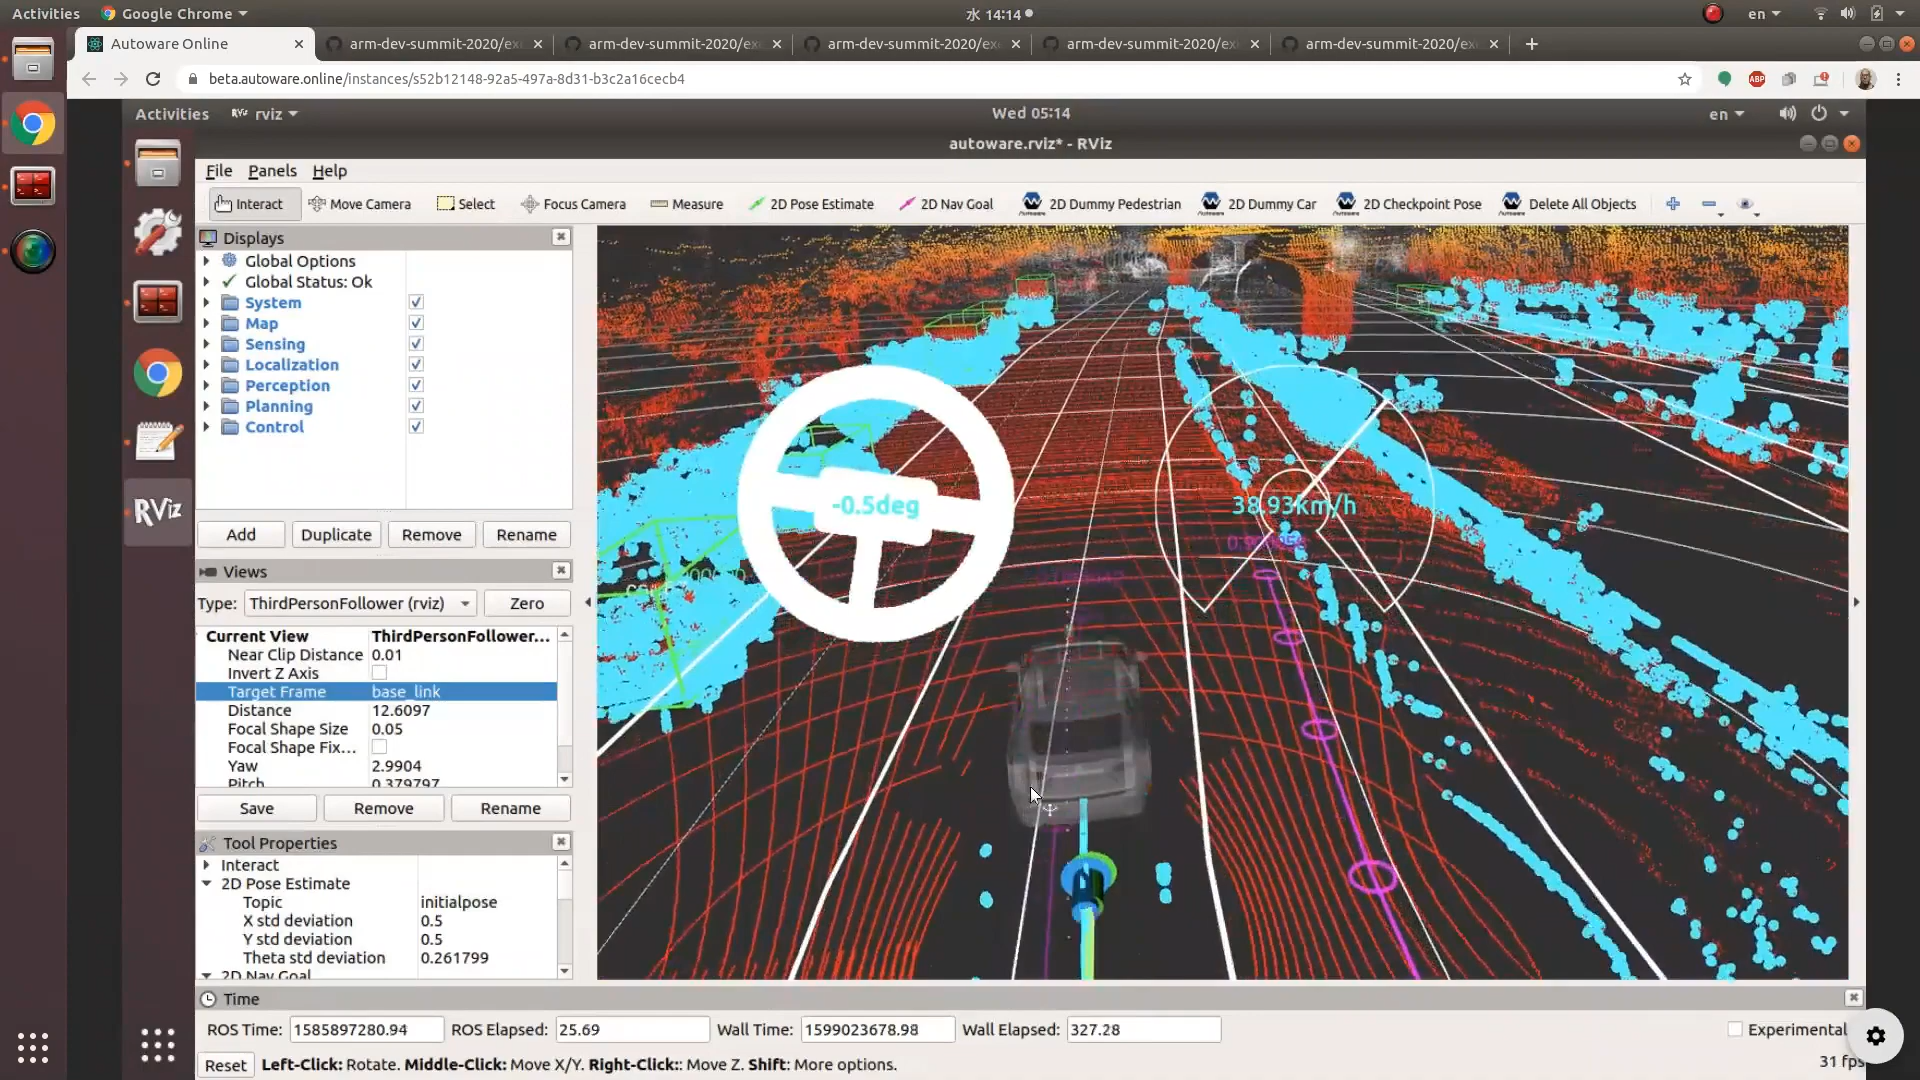 Activities Google Chrome 水 14:14 en
Autoware Online arm-dev-summit-2020/ex arm-dev-summit-2020/ex arm-dev-summit-2020/ex arm-dev-summit-2020/ex arm-dev-summit-2020/ex
beta.autoware.online/instances/s52b12148-92a5-497a-8d31-b3c2a16cecb4 ABP
Activities RViz rviz Wed 05:14 en
autoware.rviz* - RViz
File Panels Help
Interact Move Camera Select Focus Camera Measure 2D Pose Estimate 2D Nav Goal 2D Dummy Pedestrian 2D Dummy Car 2D Checkpoint Pose Delete All Objects
Displays
Global Options
Global Status: Ok
System
Map
Sensing
Localization
Perception
Planning
Control
RViz
Add Duplicate Remove Rename
Views
Type: ThirdPersonFollower (rviz) Zero
Current View ThirdPersonFollower...
Near Clip Distance 0.01
Invert Z Axis
Target Frame base_link
Distance 12.6097
Focal Shape Size 0.05
Focal Shape Fix...
Yaw 2.9904
Pitch 0.379797
Save Remove Rename
Tool Properties
Interact
2D Pose Estimate
Topic initialpose
X std deviation 0.5
Y std deviation 0.5
Theta std deviation 0.261799
2D Nav Goal
-0.5deg
38.93km/h
Time
ROS Time: 1585897280.94 ROS Elapsed: 25.69 Wall Time: 1599023678.98 Wall Elapsed: 327.28 Experimental
Reset Left-Click: Rotate. Middle-Click: Move X/Y. Right-Click:: Move Z. Shift: More options. 31 fps